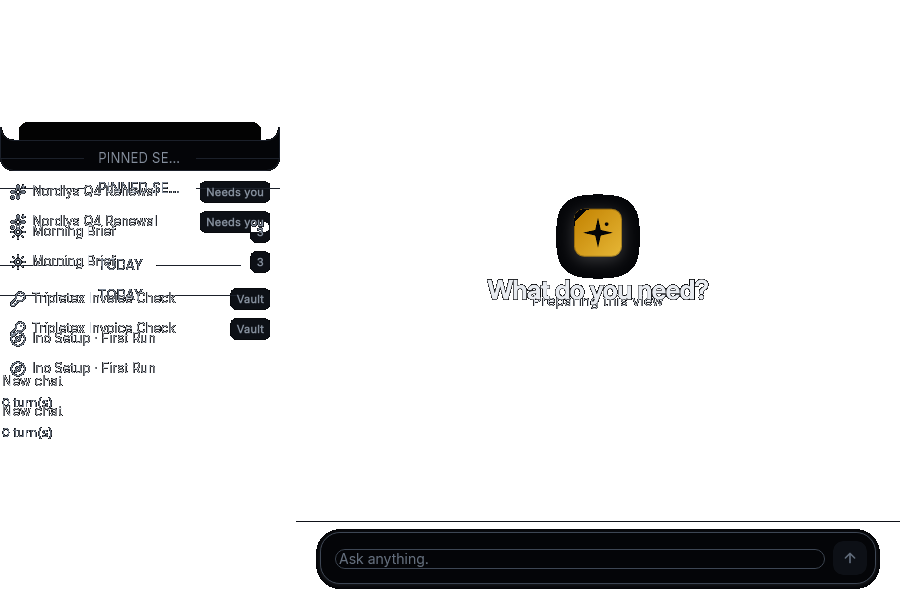 PINNED SE...
PINNED SE...
Nordlys Q4 Renewal
Needs you
Nordlys Q4 Renewal
Needs you
Morning Brief
3
Morning Brief
3
TODAY
TODAY
Tripletex Invoice Check
Vault
Tripletex Invoice Check
Vault
Ino Setup · First Run
Ino Setup · First Run
New chat
0 turn(s)
New chat
0 turn(s)
What do you need?
Preparing this view
Ask anything.